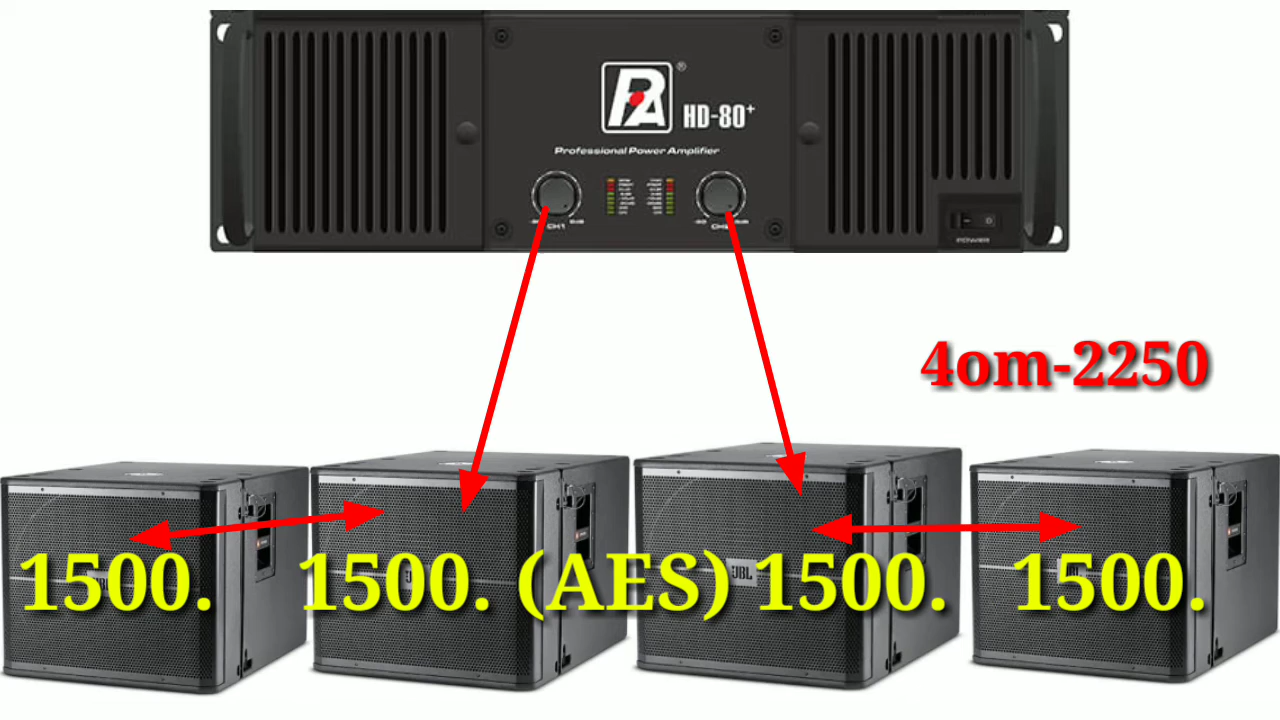 PA ®
HD-80+
Professional Power Amplifier
CH1
CH2
POWER
4om-2250
1500. 1500. (AES) 1500. 1500.
JBL